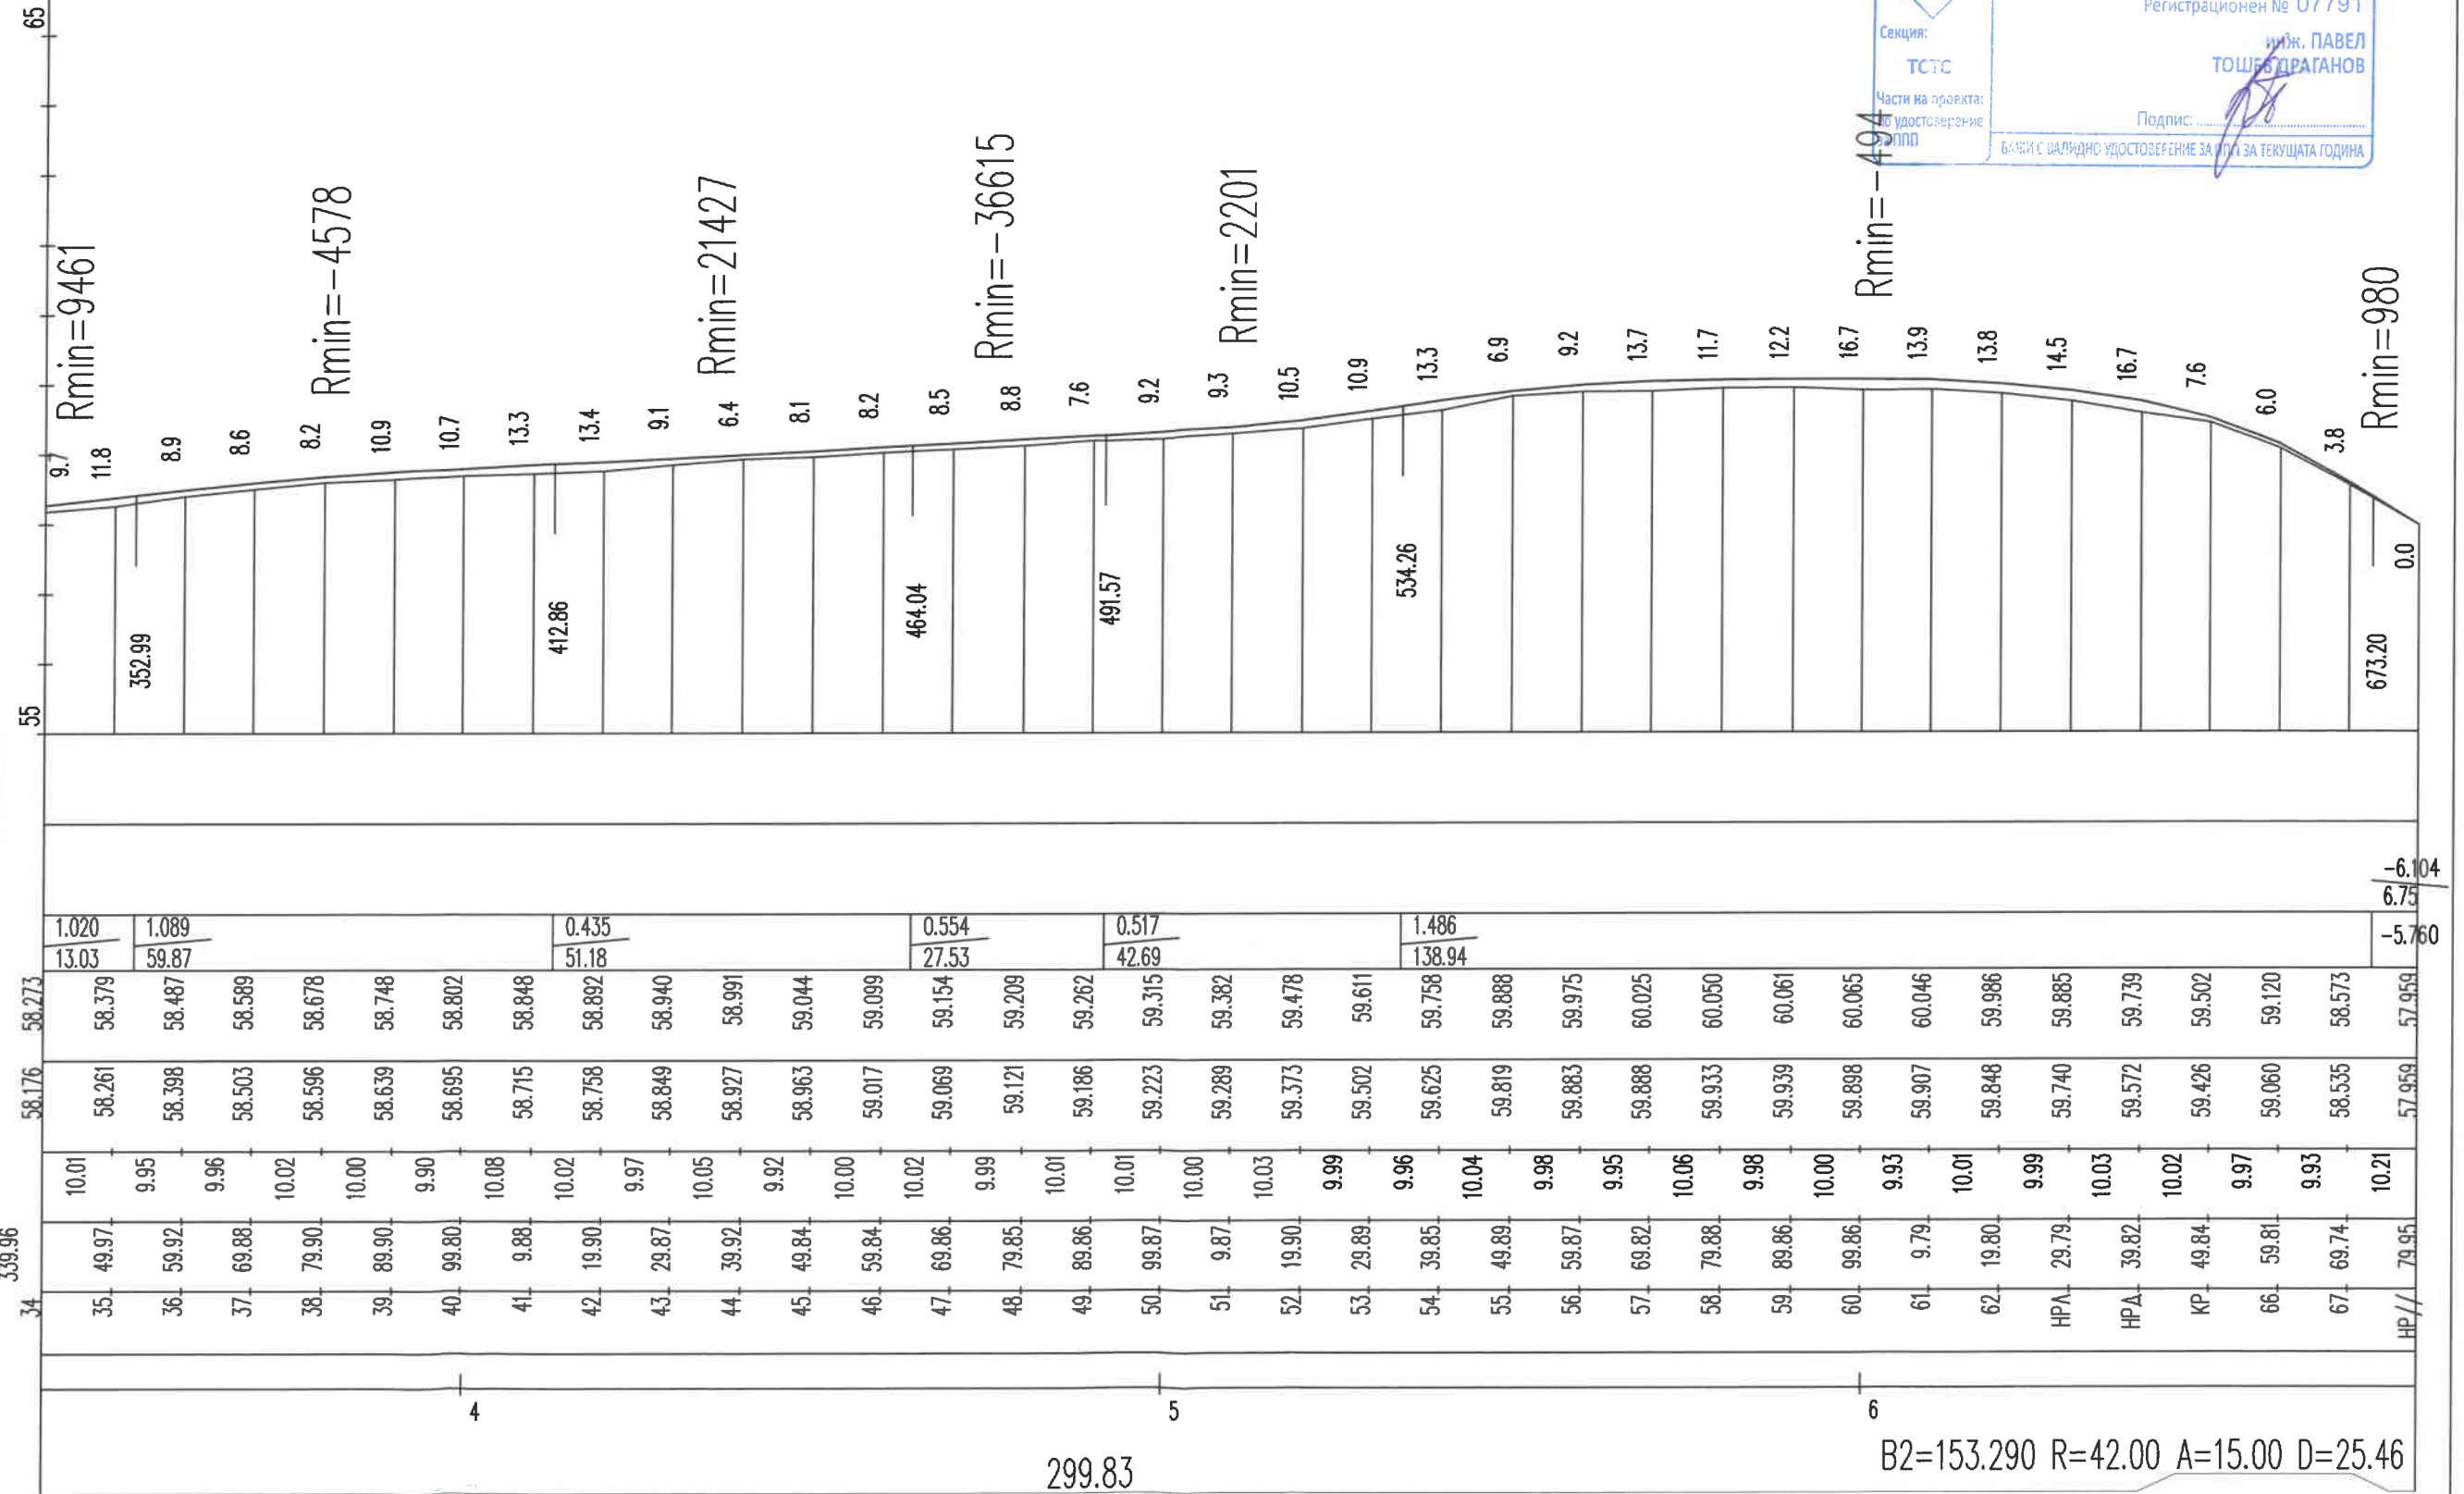 65
Регистрационен № 07791
Секция:
инж. ПАВЕЛ
ТСТС
ТОШЕВ ДРАГАНОВ
Части на проекта:
по удостоверение
за ППП
Подпис:
ВАЖИ С ВАЛИДНО УДОСТОВЕРЕНИЕ ЗА ППП ЗА ТЕКУЩАТА ГОДИНА
Rmin=9461
Rmin=-4578
Rmin=21427
Rmin=-36615
Rmin=2201
Rmin=-494
Rmin=980
9.7 11.8 8.9 8.6 8.2 10.9 10.7 13.3 13.4 9.1 6.4 8.1 8.2 8.5 8.8 7.6 9.2 9.3 10.5 10.9 13.3 6.9 9.2 13.7 11.7 12.2 16.7 13.9 13.8 14.5 16.7 7.6 6.0 3.8 0.0
352.99 412.86 464.04 491.57 534.26 673.20
55
-6.104
6.75
1.020 1.089 0.435 0.554 0.517 1.486 -5.760
13.03 59.87 51.18 27.53 42.69 138.94
58.273 58.379 58.487 58.589 58.678 58.748 58.802 58.848 58.892 58.940 58.991 59.044 59.099 59.154 59.209 59.262 59.315 59.382 59.478 59.611 59.758 59.888 59.975 60.025 60.050 60.061 60.065 60.046 59.986 59.885 59.739 59.502 59.120 58.573 57.959
58.176 58.261 58.398 58.503 58.596 58.639 58.695 58.715 58.758 58.849 58.927 58.963 59.017 59.069 59.121 59.186 59.223 59.289 59.373 59.502 59.625 59.819 59.883 59.888 59.933 59.939 59.898 59.907 59.848 59.740 59.572 59.426 59.060 58.535 57.959
10.01 9.95 9.96 10.02 10.00 9.90 10.08 10.02 9.97 10.05 9.92 10.00 10.02 9.99 10.01 10.01 10.00 10.03 9.99 9.96 10.04 9.98 9.95 10.06 9.98 10.00 9.93 10.01 9.99 10.03 10.02 9.97 9.93 10.21
339.96 49.97 59.92 69.88 79.90 89.90 99.80 9.88 19.90 29.87 39.92 49.84 59.84 69.86 79.85 89.86 99.87 9.87 19.90 29.89 39.85 49.89 59.87 69.82 79.88 89.86 99.86 9.79 19.80 29.79 39.82 49.84 59.81 69.74 79.95
34 35 36 37 38 39 40 41 42 43 44 45 46 47 48 49 50 51 52 53 54 55 56 57 58 59 60 61 62 НРЛ НРД КР 66 67 НР//
4 5 6
299.83
B2=153.290 R=42.00 A=15.00 D=25.46